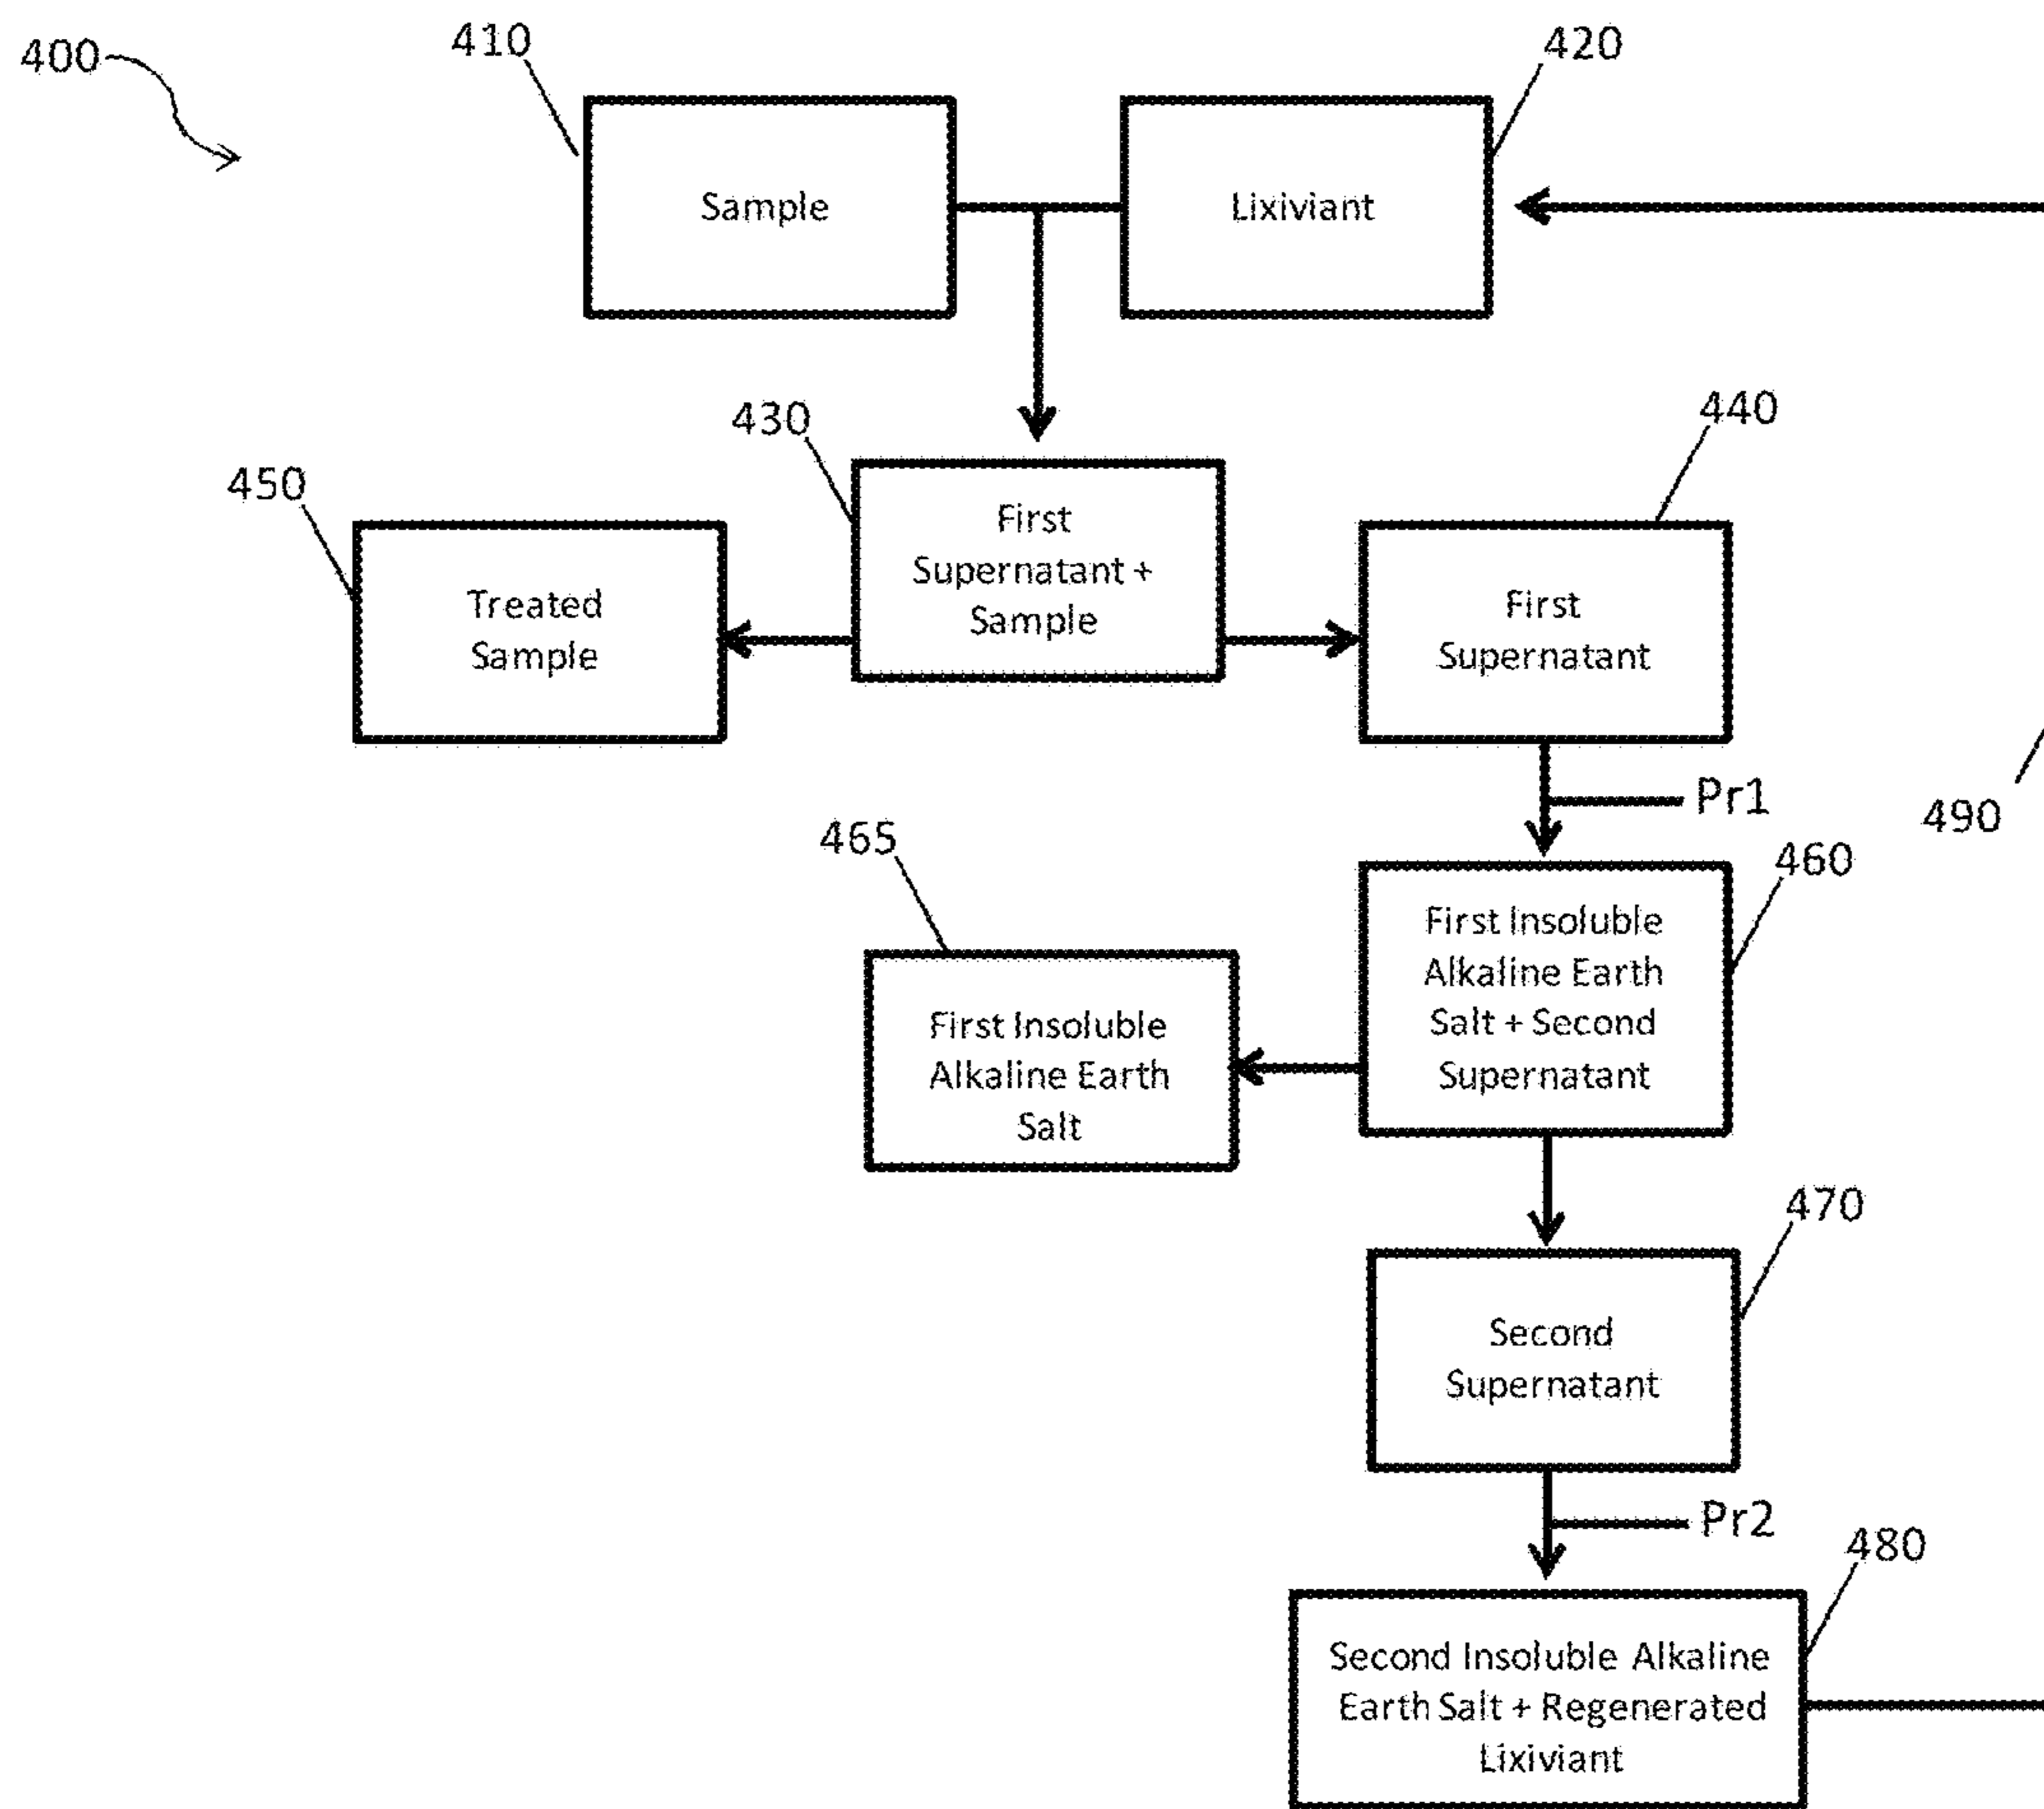 400
410
420
Sample
Lixiviant
430
440
450
First
Supernatant +
Sample
Treated
Sample
First
Supernatant
Pr1
490
465
460
First Insoluble
Alkaline Earth
Salt + Second
Supernatant
First Insoluble
Alkaline Earth
Salt
470
Second
Supernatant
Pr2
480
Second Insoluble Alkaline
Earth Salt + Regenerated
Lixiviant